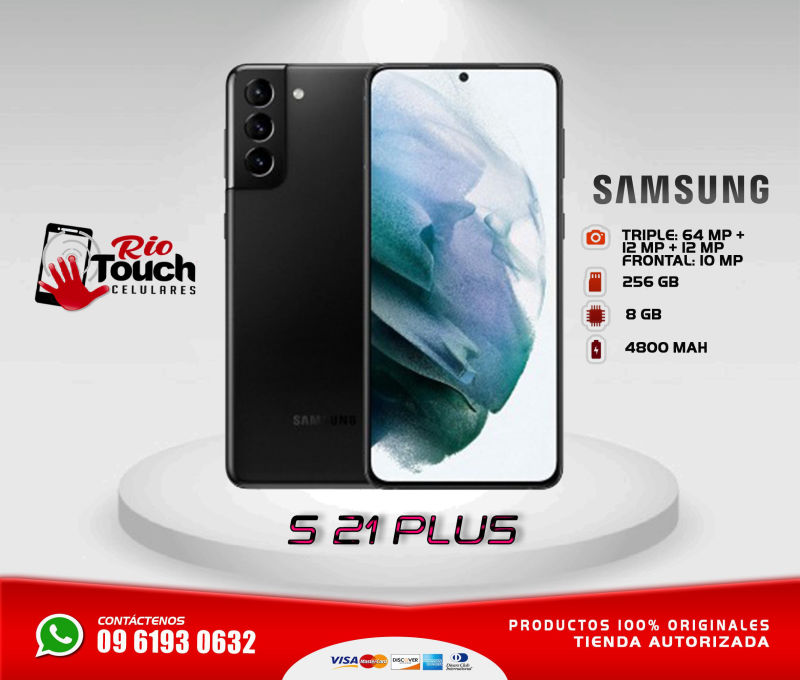 Rio
Touch
CELULARES
SAMSUNG
TRIPLE: 64 MP +
12 MP + 12 MP
FRONTAL: 10 MP
256 GB
8 GB
4800 MAH
SAMSUNG
S 21 PLUS
CONTÁCTENOS
09 6193 0632
PRODUCTOS 100% ORIGINALES
TIENDA AUTORIZADA
VISA MasterCard DISCOVER AMERICAN EXPRESS Diners Club International